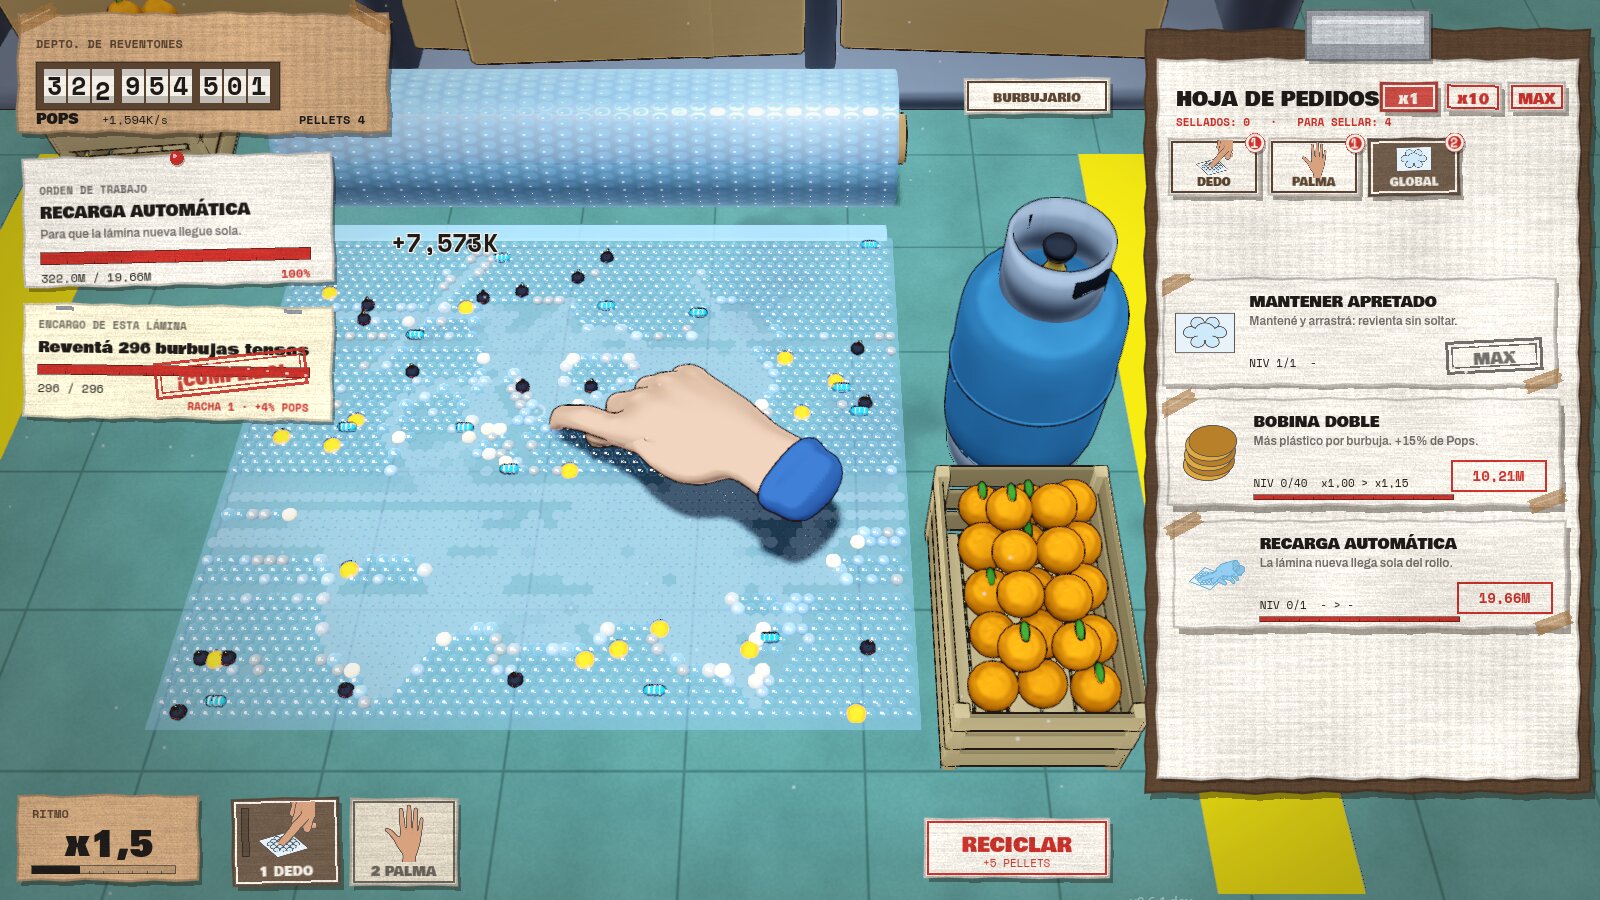 DEPTO. DE REVENTONES
322 954 501
POPS +1.594K/s PELLETS 4
ORDEN DE TRABAJO
RECARGA AUTOMÁTICA
Para que la lámina nueva llegue sola.
322.0M / 19.66M 100%
ENCARGO DE ESTA LÁMINA
Reventá 296 burbujas tensas
296 / 296
RACHA 1 · +4% POPS
+7,573K
BURBUJARIO
HOJA DE PEDIDOS
x1 x10 MAX
SELLADOS: 0 · PARA SELLAR: 4
1 1 2
DEDO PALMA GLOBAL
MANTENER APRETADO
Mantené y arrastrá: revienta sin soltar.
NIV 1/1 -
MAX
BOBINA DOBLE
Más plástico por burbuja. +15% de Pops.
NIV 0/40 x1.00 > x1,15
10,21M
RECARGA AUTOMÁTICA
La lámina nueva llega sola del rollo.
NIV 0/1 - > -
19,66M
RITMO
x1,5
1 DEDO
2 PALMA
RECICLAR
+5 PELLETS